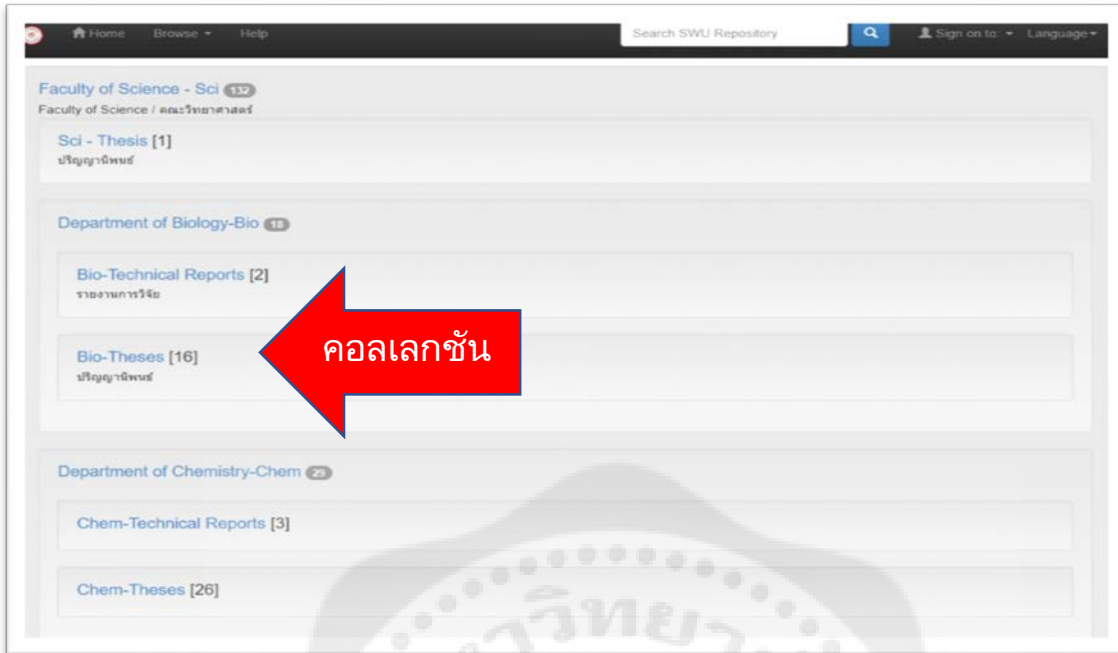 Home Browse Help Search SWU Repository Sign on to: Language
Faculty of Science - Sci 132
Faculty of Science / คณะวิทยาศาสตร์
Sci - Thesis [1]
ปริญญานิพนธ์
Department of Biology-Bio 18
Bio-Technical Reports [2]
รายงานการวิจัย
คอลเลกชัน
Bio-Theses [16]
ปริญญานิพนธ์
Department of Chemistry-Chem 29
Chem-Technical Reports [3]
Chem-Theses [26]